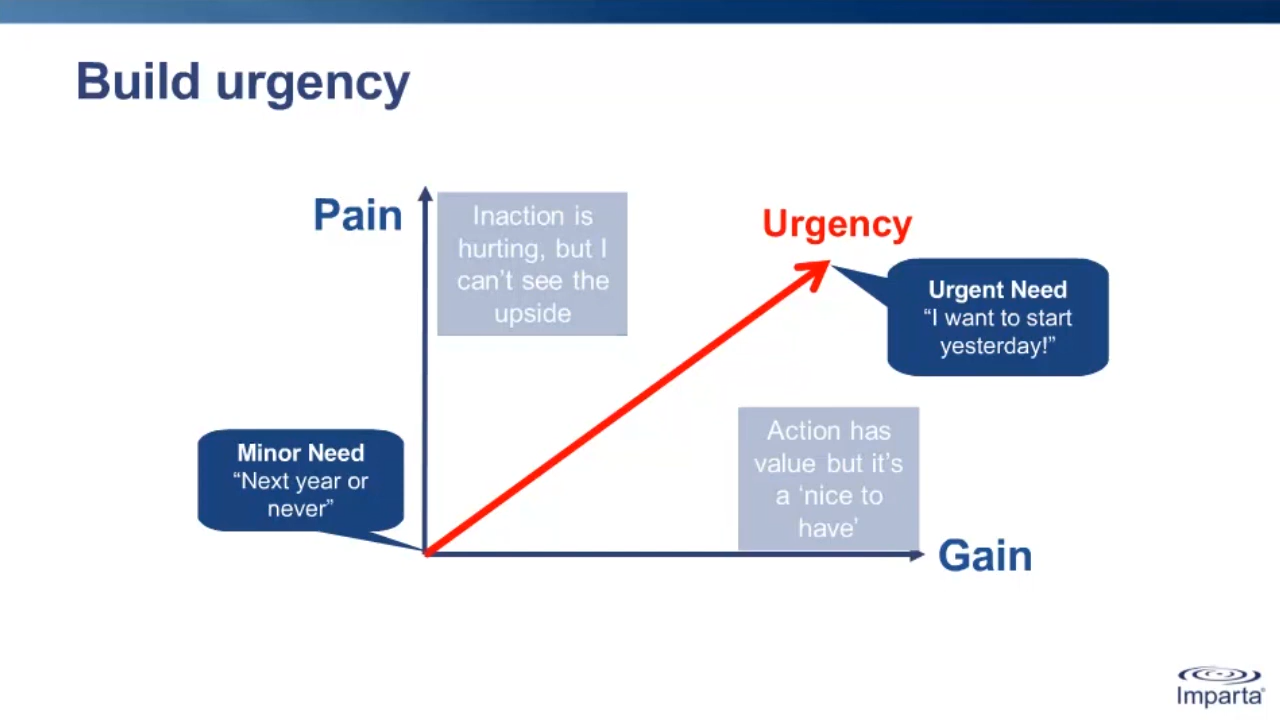 Build urgency
Pain
Inaction is
hurting, but I
can’t see the
upside
Urgency
Urgent Need
“I want to start
yesterday!”
Minor Need
“Next year or
never”
Action has
value but it’s
a ‘nice to
have’
Gain
Imparta®